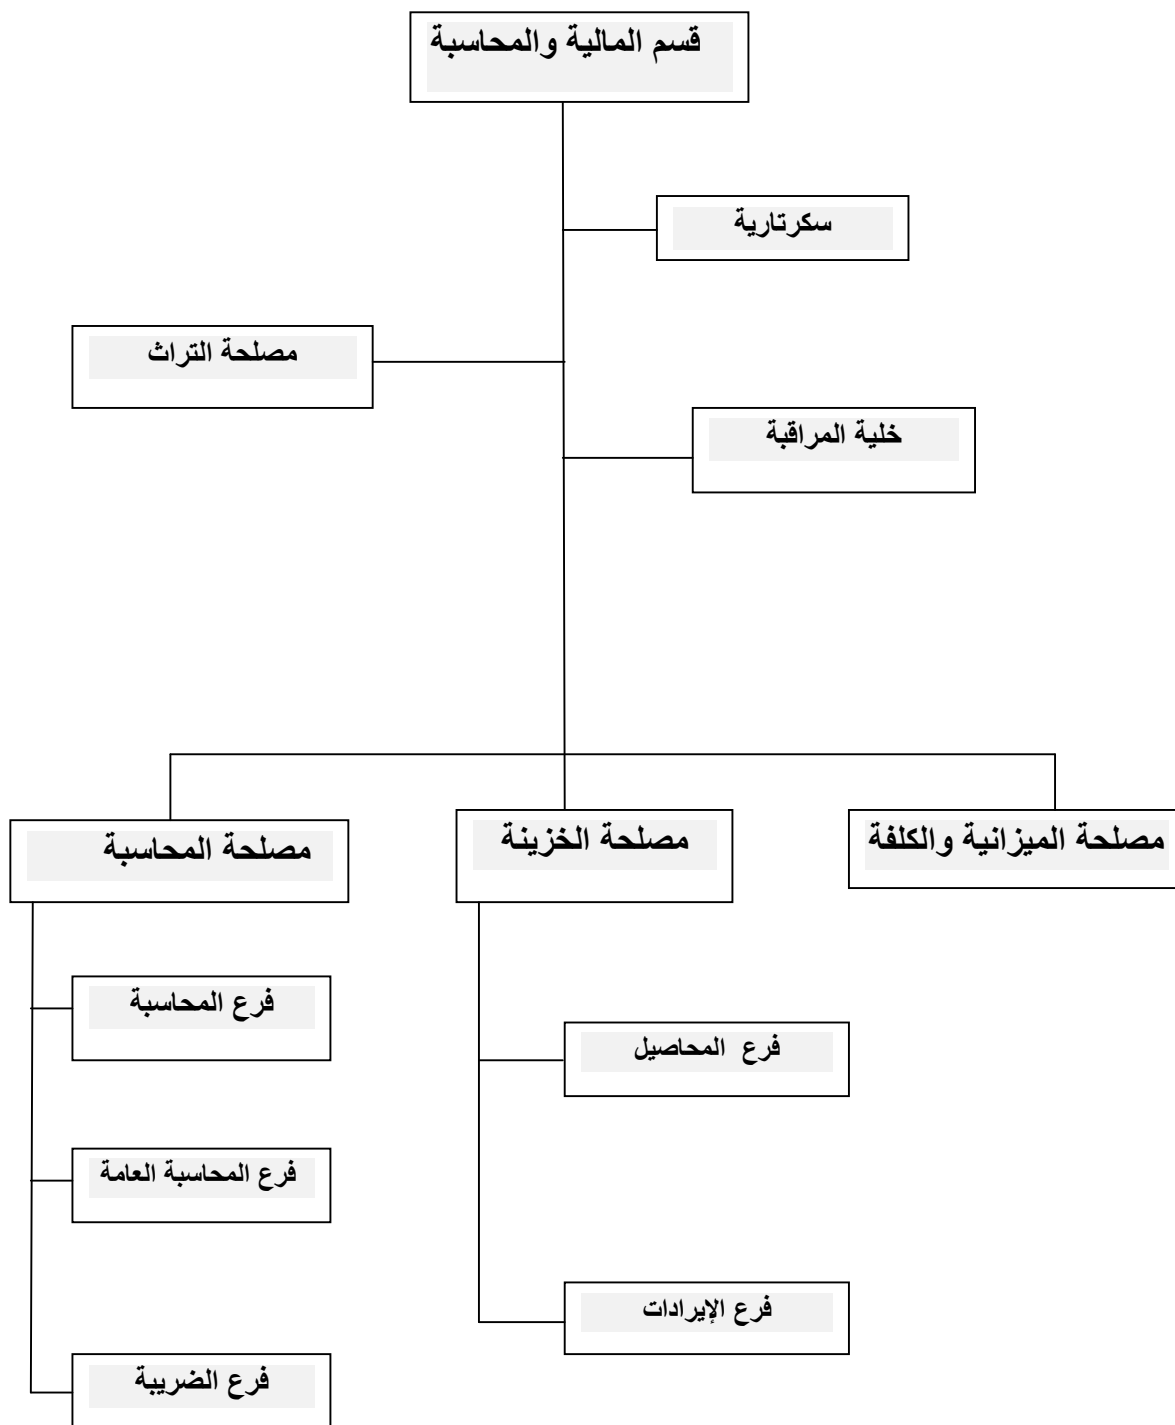 قسم المالية والمحاسبة
سكرتارية
مصلحة التراث
خلية المراقبة
مصلحة الميزانية والكلفة
مصلحة الخزينة
مصلحة المحاسبة
فرع المحاسبة
فرع المحاصيل
فرع المحاسبة العامة
فرع الإيرادات
فرع الضريبة